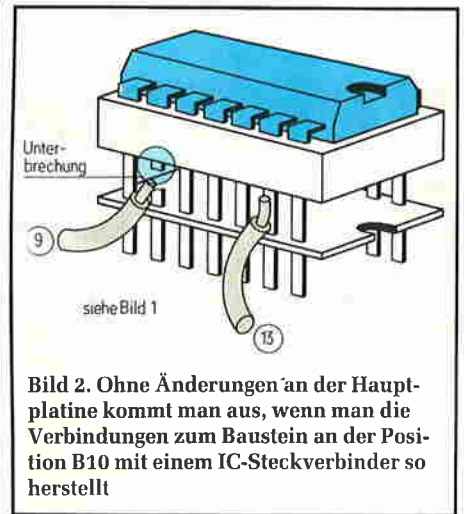 Unter-
brechung
9
siehe Bild 1
13
Bild 2. Ohne Änderungen an der Haupt-
platine kommt man aus, wenn man die
Verbindungen zum Baustein an der Posi-
tion B10 mit einem IC-Steckverbinder so
herstellt